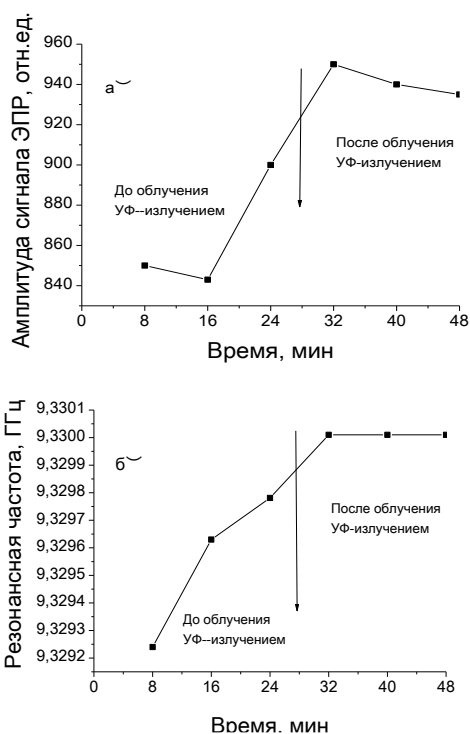 960
940
920
900
880
860
840
Амплитуда сигнала ЭПР, отн.ед.
а
До облучения
УФ--излучением
После облучения
УФ-излучением
0 8 16 24 32 40 48
Время, мин
9,3301
9,3300
9,3299
9,3298
9,3297
9,3296
9,3295
9,3294
9,3293
9,3292
Резонансная частота, ГГц
б
После облучения
УФ-излучением
До облучения
УФ--излучением
0 8 16 24 32 40 48
Время, мин